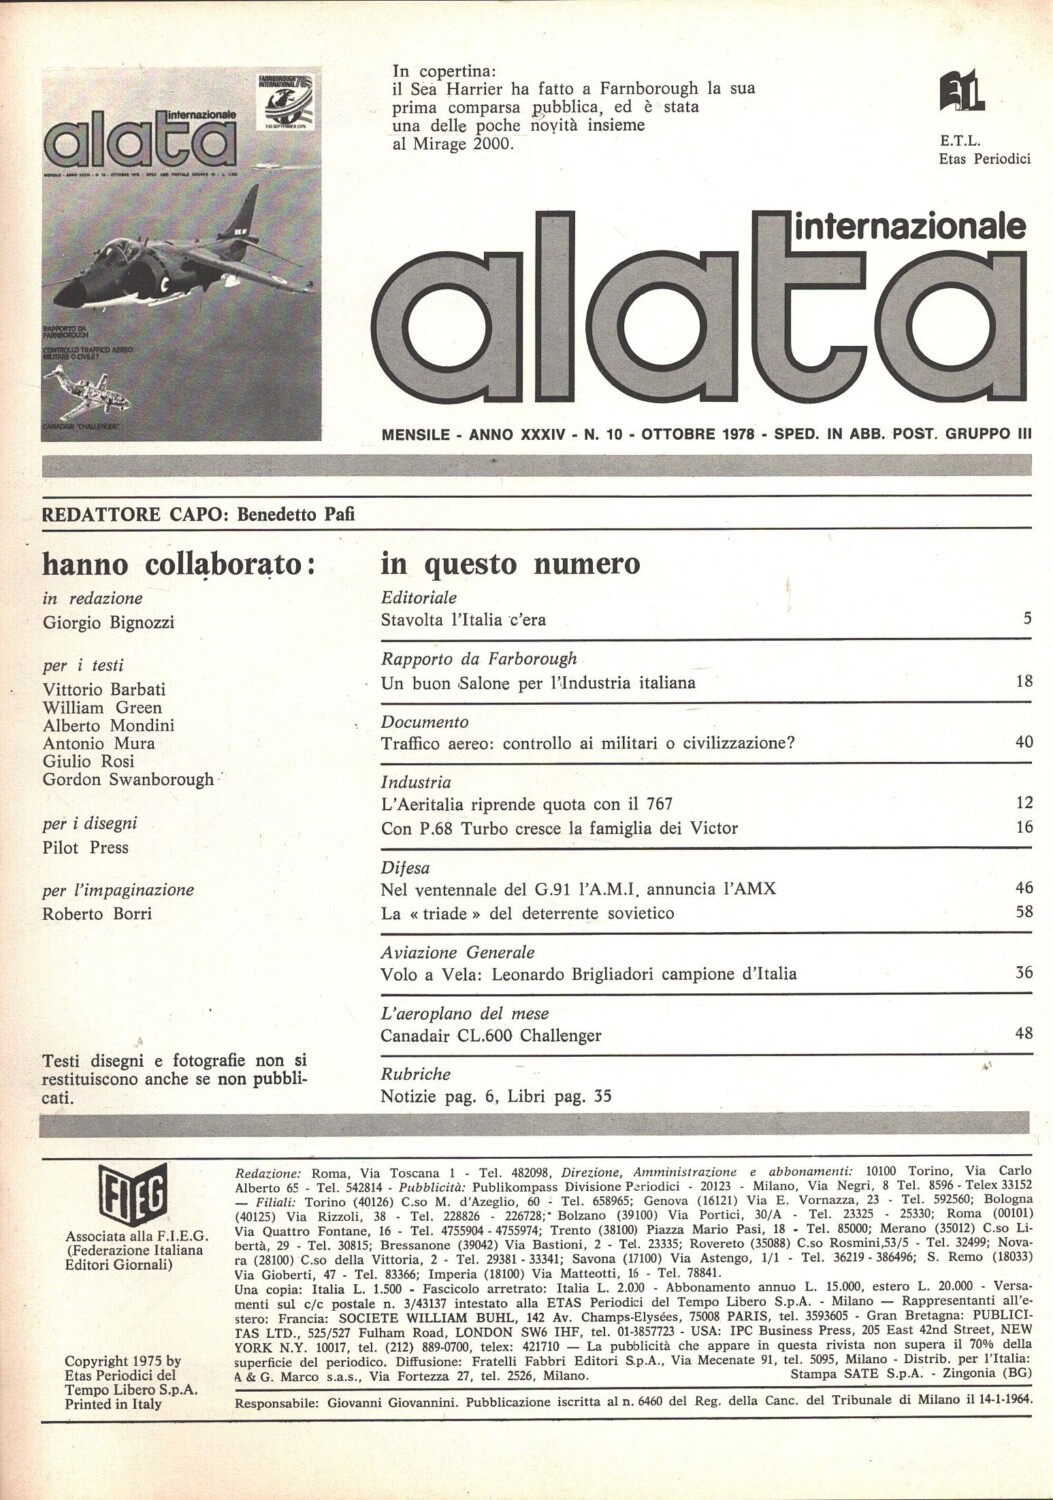 In copertina:
il Sea Harrier ha fatto a Farnborough la sua
prima comparsa pubblica, ed è stata
una delle poche novità insieme
al Mirage 2000.
ETL
E.T.L.
Etas Periodici
FARNBOROUGH
INTERNATIONAL
internazionale
alata
RAPPORTO DA
FARNBOROUGH
CONTROLLO TRAFFICO AEREO:
MILITARE O CIVILE?
CANADAIR "CHALLENGER"
internazionale
alata
MENSILE - ANNO XXXIV - N. 10 - OTTOBRE 1978 - SPED. IN ABB. POST. GRUPPO III
REDATTORE CAPO: Benedetto Pafi
hanno collaborato:
in redazione
Giorgio Bignozzi
per i testi
Vittorio Barbati
William Green
Alberto Mondini
Antonio Mura
Giulio Rosi
Gordon Swanborough
per i disegni
Pilot Press
per l'impaginazione
Roberto Borri
Testi disegni e fotografie non si
restituiscono anche se non pubbli-
cati.
in questo numero
Editoriale
Stavolta l'Italia c'era 5
Rapporto da Farborough
Un buon Salone per l'Industria italiana 18
Documento
Traffico aereo: controllo ai militari o civilizzazione? 40
Industria
L'Aeritalia riprende quota con il 767 12
Con P.68 Turbo cresce la famiglia dei Victor 16
Difesa
Nel ventennale del G.91 l'A.M.I. annuncia l'AMX 46
La « triade » del deterrente sovietico 58
Aviazione Generale
Volo a Vela: Leonardo Brigliadori campione d'Italia 36
L'aeroplano del mese
Canadair CL.600 Challenger 48
Rubriche
Notizie pag. 6, Libri pag. 35
FIEG
Associata alla F.I.E.G.
(Federazione Italiana
Editori Giornali)
Copyright 1975 by
Etas Periodici del
Tempo Libero S.p.A.
Printed in Italy
Redazione: Roma, Via Toscana 1 - Tel. 482098, Direzione, Amministrazione e abbonamenti: 10100 Torino, Via Carlo
Alberto 65 - Tel. 542814 - Pubblicità: Publikompass Divisione Periodici - 20123 - Milano, Via Negri, 8 Tel. 8596 - Telex 33152
— Filiali: Torino (40126) C.so M. d'Azeglio, 60 - Tel. 658965; Genova (16121) Via E. Vornazza, 23 - Tel. 592560; Bologna
(40125) Via Rizzoli, 38 - Tel. 228826 - 226728; Bolzano (39100) Via Portici, 30/A - Tel. 23325 - 25330; Roma (00101)
Via Quattro Fontane, 16 - Tel. 4755904 - 4755974; Trento (38100) Piazza Mario Pasi, 18 - Tel. 85000; Merano (35012) C.so Li-
bertà, 29 - Tel. 30815; Bressanone (39042) Via Bastioni, 2 - Tel. 23335; Rovereto (35088) C.so Rosmini,53/5 - Tel. 32499; Nova-
ra (28100) C.so della Vittoria, 2 - Tel. 29381 - 33341; Savona (17100) Via Astengo, 1/1 - Tel. 36219 - 386496; S. Remo (18033)
Via Gioberti, 47 - Tel. 83366; Imperia (18100) Via Matteotti, 16 - Tel. 78841.
Una copia: Italia L. 1.500 - Fascicolo arretrato: Italia L. 2.000 - Abbonamento annuo L. 15.000, estero L. 20.000 - Versa-
menti sul c/c postale n. 3/43137 intestato alla ETAS Periodici del Tempo Libero S.p.A. - Milano — Rappresentanti all'e-
stero: Francia: SOCIETE WILLIAM BUHL, 142 Av. Champs-Elysées, 75008 PARIS, tel. 3593605 - Gran Bretagna: PUBLICI-
TAS LTD., 525/527 Fulham Road, LONDON SW6 IHF, tel. 01-3857723 - USA: IPC Business Press, 205 East 42nd Street, NEW
YORK N.Y. 10017, tel. (212) 889-0700, telex: 421710 — La pubblicità che appare in questa rivista non supera il 70% della
superficie del periodico. Diffusione: Fratelli Fabbri Editori S.p.A., Via Mecenate 91, tel. 5095, Milano - Distrib. per l'Italia:
A & G. Marco s.a.s., Via Fortezza 27, tel. 2526, Milano. Stampa SATE S.p.A. - Zingonia (BG)
Responsabile: Giovanni Giovannini. Pubblicazione iscritta al n. 6460 del Reg. della Canc. del Tribunale di Milano il 14-1-1964.